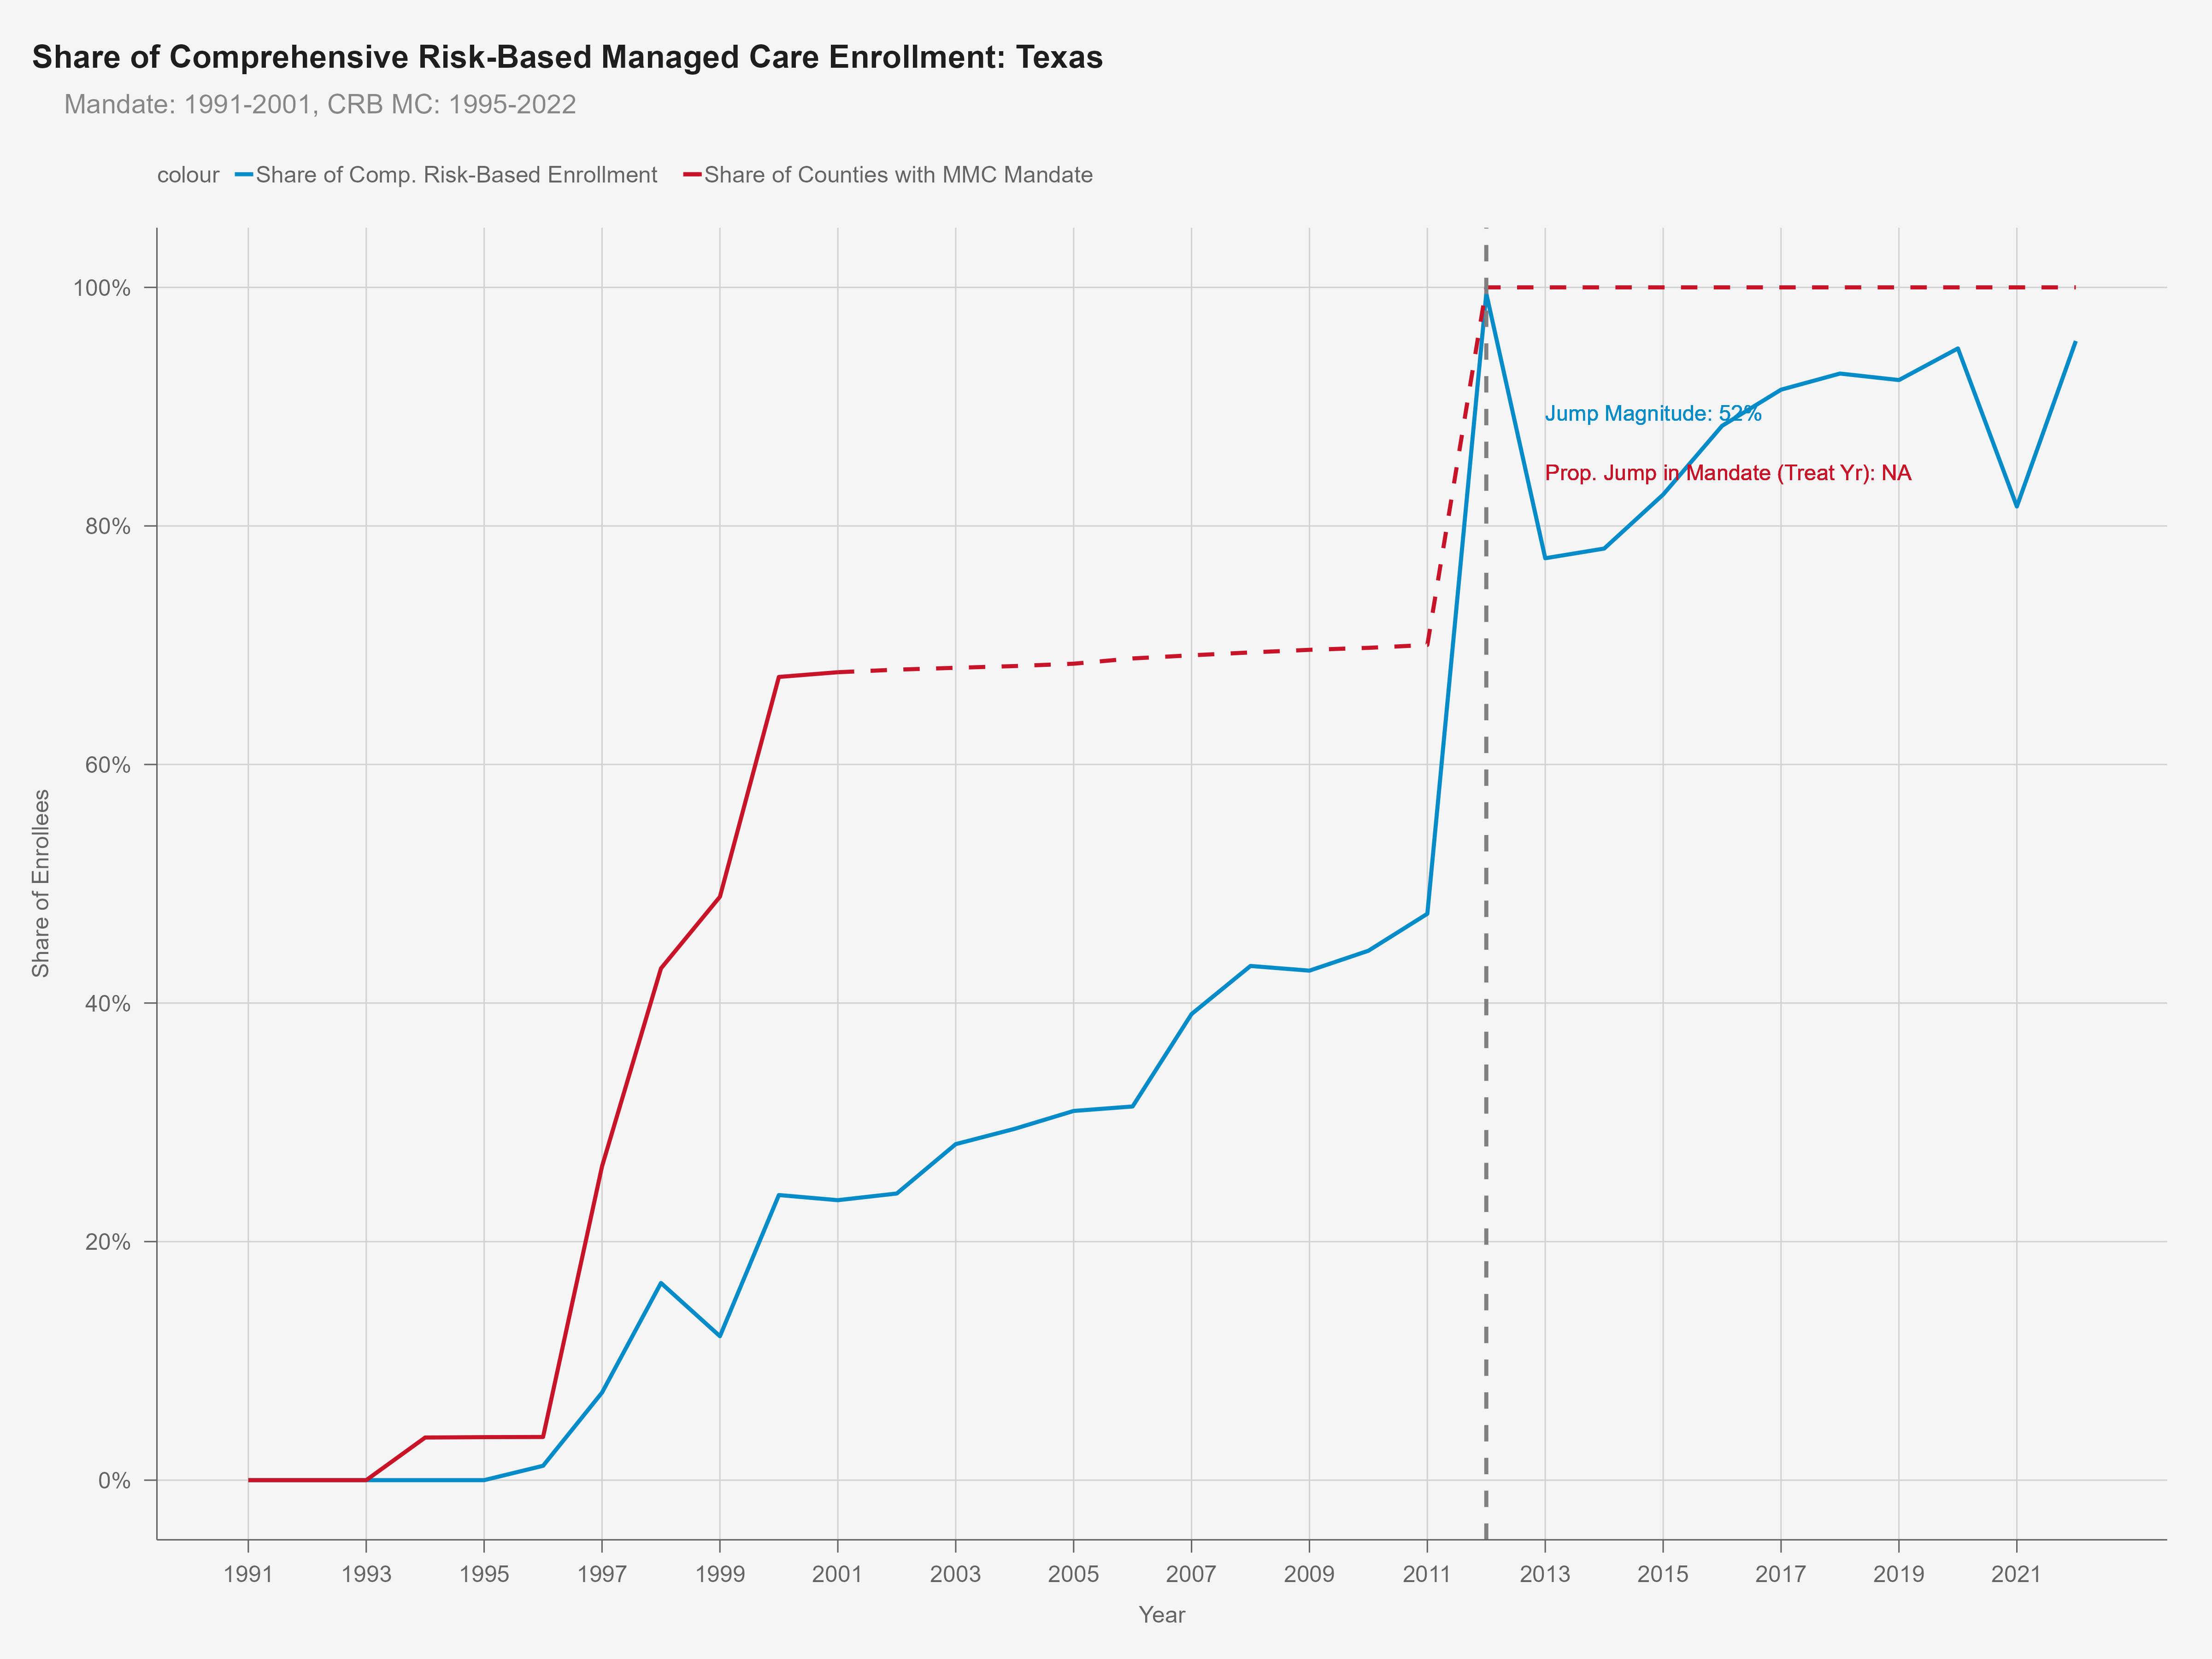 Share of Comprehensive Risk-Based Managed Care Enrollment: Texas
Mandate: 1991-2001, CRB MC: 1995-2022
colour Share of Comp. Risk-Based Enrollment Share of Counties with MMC Mandate
100%
80%
60%
40%
20%
0%
Share of Enrollees
Jump Magnitude: 52%
Prop. Jump in Mandate (Treat Yr): NA
1991 1993 1995 1997 1999 2001 2003 2005 2007 2009 2011 2013 2015 2017 2019 2021
Year